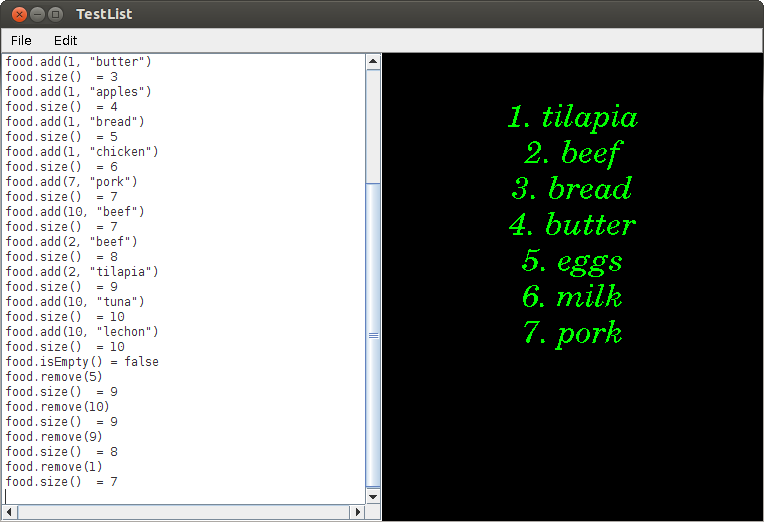 TestList
File Edit
food.add(1, "butter")
food.size()  = 3
food.add(1, "apples")
food.size()  = 4
food.add(1, "bread")
food.size()  = 5
food.add(1, "chicken")
food.size()  = 6
food.add(7, "pork")
food.size()  = 7
food.add(10, "beef")
food.size()  = 7
food.add(2, "beef")
food.size()  = 8
food.add(2, "tilapia")
food.size()  = 9
food.add(10, "tuna")
food.size()  = 10
food.add(10, "lechon")
food.size()  = 10
food.isEmpty() = false
food.remove(5)
food.size()  = 9
food.remove(10)
food.size()  = 9
food.remove(9)
food.size()  = 8
food.remove(1)
food.size()  = 7
1. tilapia
2. beef
3. bread
4. butter
5. eggs
6. milk
7. pork